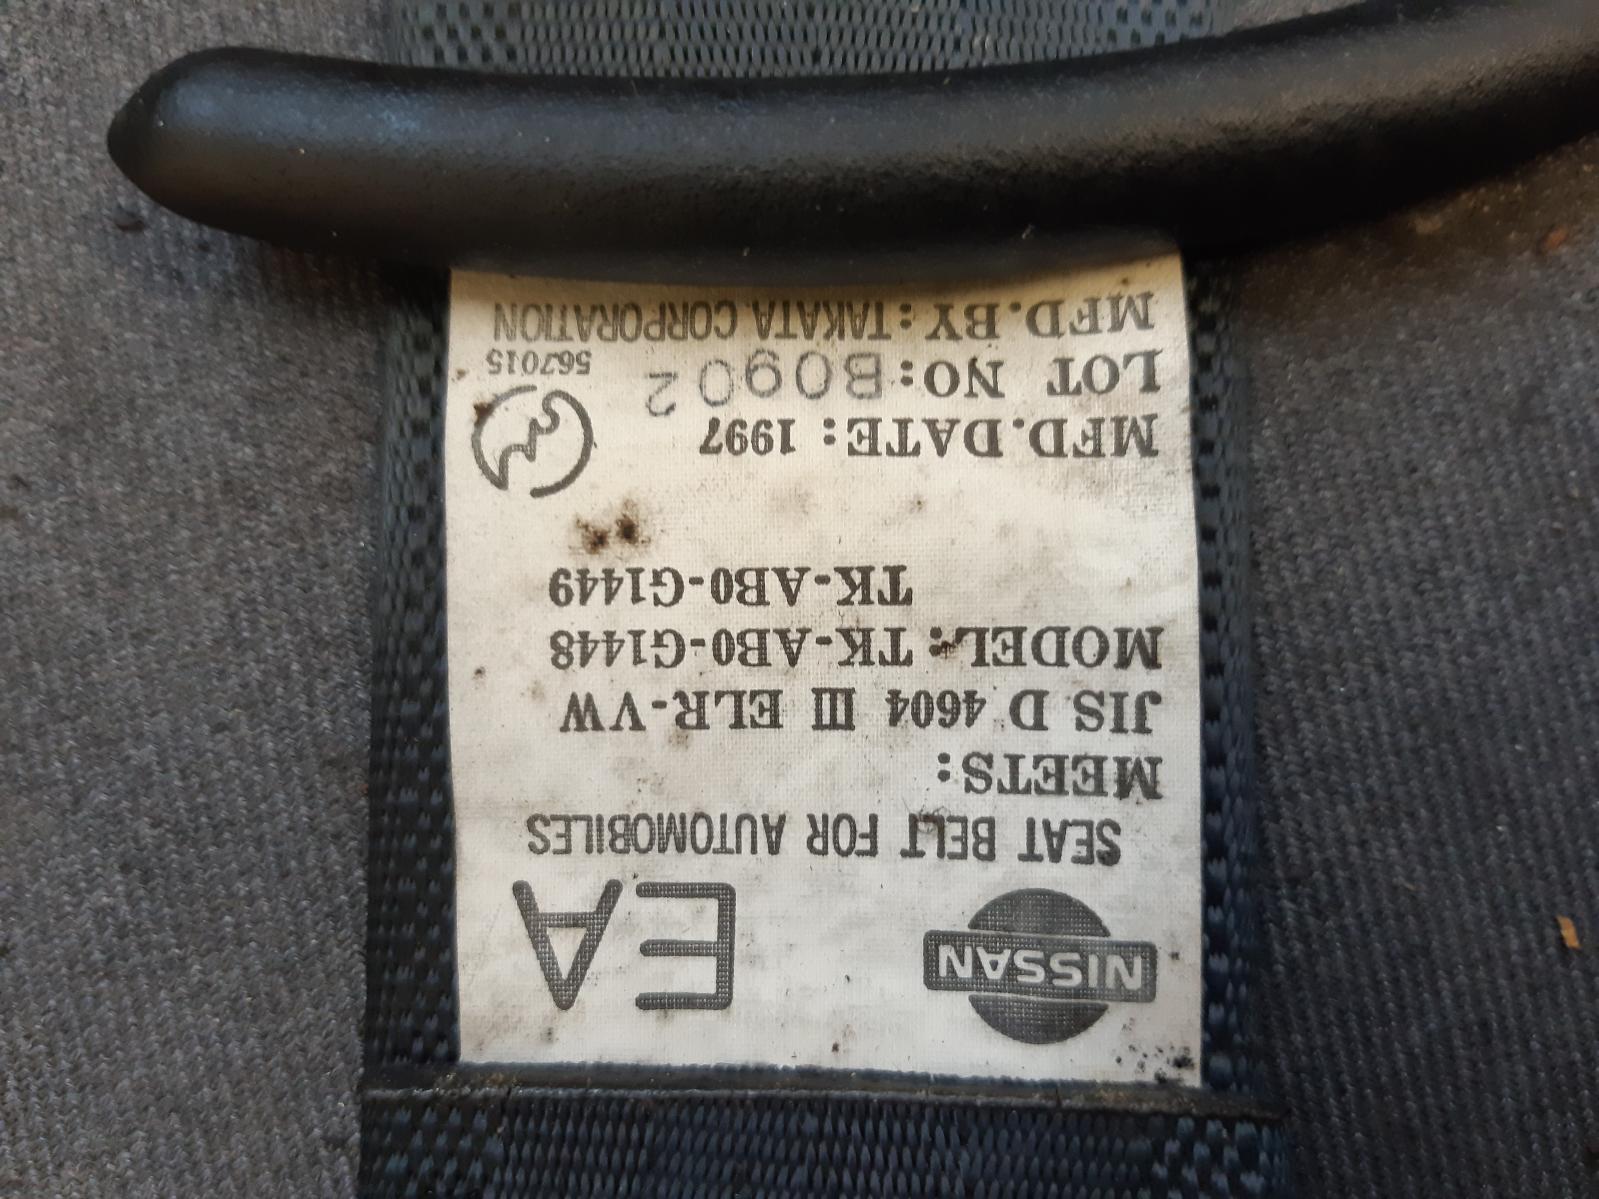 NISSAN EA
SEAT BELT FOR AUTOMOBILES
MEETS:
JIS D 4604 III ELR-VW
MODEL: TK-AB0-G1448
TK-AB0-G1449
MFD.DATE: 1997
LOT NO: B0902 567015
MFD.BY: TAKATA CORPORATION